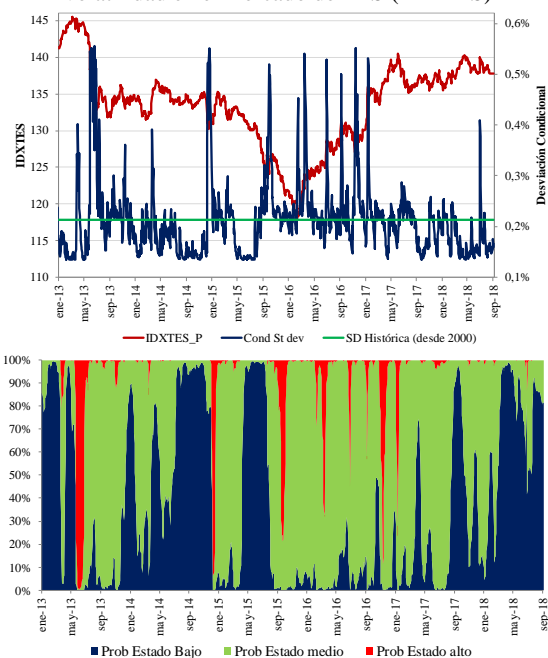 145
140
135
130
125
120
115
110
IDXTES
0,6%
0,5%
0,4%
0,3%
0,2%
0,1%
Desviación Condicional
ene-13
may-13
sep-13
ene-14
may-14
sep-14
ene-15
may-15
sep-15
ene-16
may-16
sep-16
ene-17
may-17
sep-17
ene-18
may-18
sep-18
IDXTES_P
Cond St dev
SD Histórica (desde 2000)
100%
90%
80%
70%
60%
50%
40%
30%
20%
10%
0%
ene-13
may-13
sep-13
ene-14
may-14
sep-14
ene-15
may-15
sep-15
ene-16
may-16
sep-16
ene-17
may-17
sep-17
ene-18
may-18
sep-18
Prob Estado Bajo
Prob Estado medio
Prob Estado alto